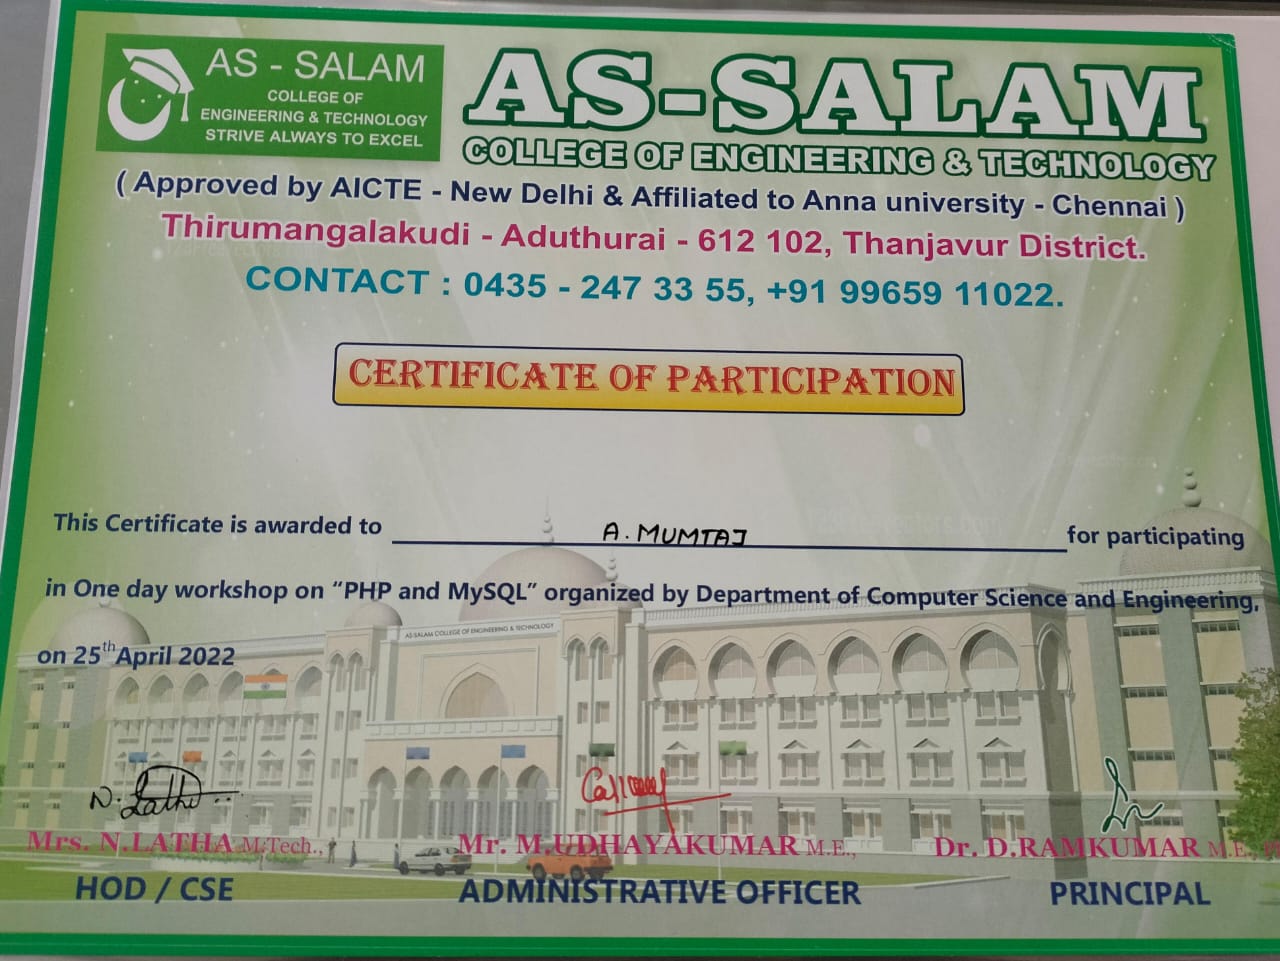 AS - SALAM
COLLEGE OF
ENGINEERING & TECHNOLOGY
STRIVE ALWAYS TO EXCEL
AS-SALAM
COLLEGE OF ENGINEERING & TECHNOLOGY
( Approved by AICTE - New Delhi & Affiliated to Anna university - Chennai )
Thirumangalakudi - Aduthurai - 612 102, Thanjavur District.
CONTACT : 0435 - 247 33 55, +91 99659 11022.
CERTIFICATE OF PARTICIPATION
This Certificate is awarded to A. MUMTAJ for participating
in One day workshop on “PHP and MySQL” organized by Department of Computer Science and Engineering,
AS-SALAM COLLEGE OF ENGINEERING & TECHNOLOGY
on 25th April 2022
N. Latha
Mrs. N.LATHA M.Tech., Mr. M.UDHAYAKUMAR M.E., Dr. D.RAMKUMAR M.E.,
HOD / CSE ADMINISTRATIVE OFFICER PRINCIPAL